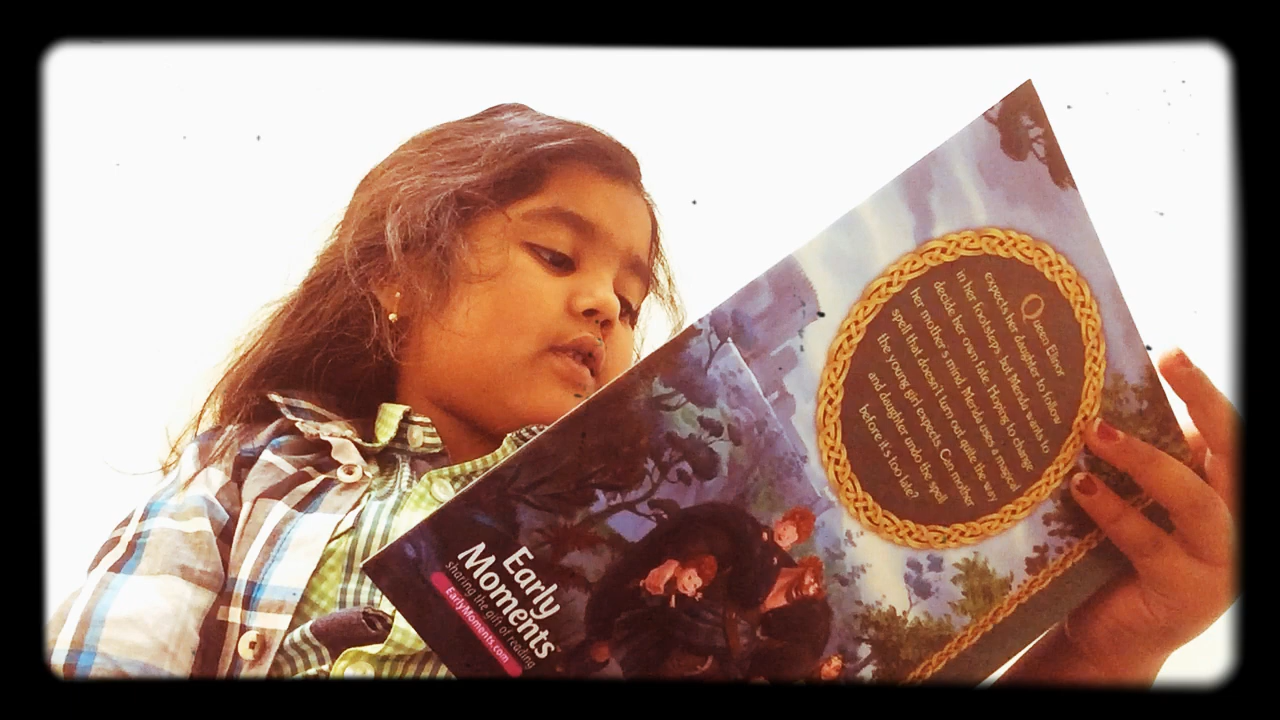 Queen Elinor
expects her daughter to follow
in her footsteps, but Merida wants to
decide her own fate. Hoping to change
her mother's mind, Merida uses a magical
spell that doesn't turn out quite the way
the young girl expects. Can mother
and daughter undo the spell
before it's too late?
Early
Moments™
sharing the gift of reading
EarlyMoments.com